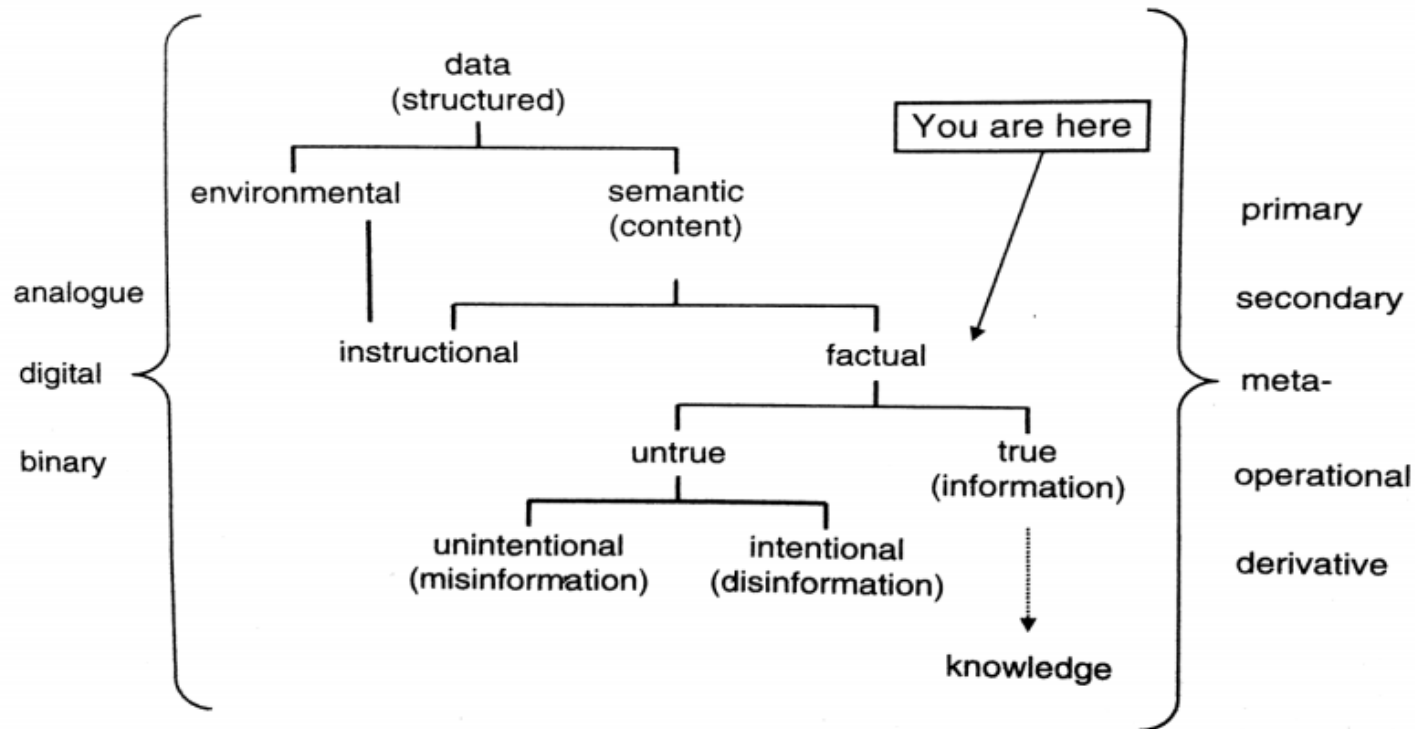 data
(structured)
You are here
environmental
semantic
(content)
primary
analogue
secondary
instructional
factual
digital
meta-
binary
untrue
true
(information)
operational
unintentional
(misinformation)
intentional
(disinformation)
derivative
knowledge